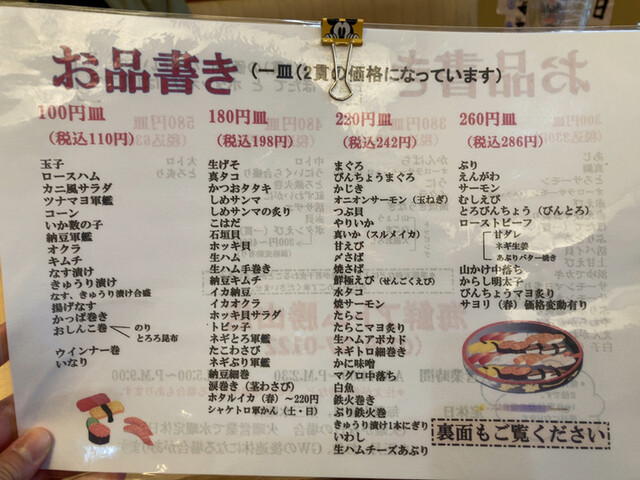 お品書き (一皿(2貫の価格になっています)
100円皿
(税込110円)
玉子
ロースハム
カニ風サラダ
ツナマヨ軍艦
コーン
いか数の子
納豆軍艦
オクラ
キムチ
なす漬け
きゅうり漬け
なす、きゅうり漬け合盛
揚げなす
かっぱ巻き
おしんこ巻
のり
とろろ昆布
ウインナー巻
いなり
180円皿
(税込198円)
生げそ
真タコ
かつおタタキ
しめサンマ
しめサンマの炙り
こはだ
石垣貝
ホッキ貝
生ハム
生ハム手巻き
納豆キムチ
イカ納豆
イカオクラ
ホッキ貝サラダ
トビッ子
ネギとろ軍艦
たこわさび
ネギぶり軍艦
納豆細巻
涙巻き(茎わさび)
ホタルイカ(春)~220円
シャケトロ軍かん(土・日)
220円皿
(税込242円)
まぐろ
びんちょうまぐろ
かじき
オニオンサーモン(玉ねぎ)
つぶ貝
やりいか
真いか(スルメイカ)
甘えび
〆さば
焼さば
鮮極えび(せんごくえび)
水タコ
焼サーモン
たらこ
たらこマヨ炙り
生ハムアボカド
ネギトロ細巻き
かに味噌
マグロ中落ち
白魚
鉄火巻き
ぶり鉄火巻き
きゅうり漬け1本にぎり
いわし
生ハムチーズあぶり
260円皿
(税込286円)
ぶり
えんがわ
サーモン
むしえび
とろびんちょう(びんとろ)
ローストビーフ
甘ダレ
ネギ生姜
あぶりバター焼き
山かけ中落ち
からし明太子
びんちょうマヨ炙り
サヨリ(春)価格変動有り
裏面もご覧ください